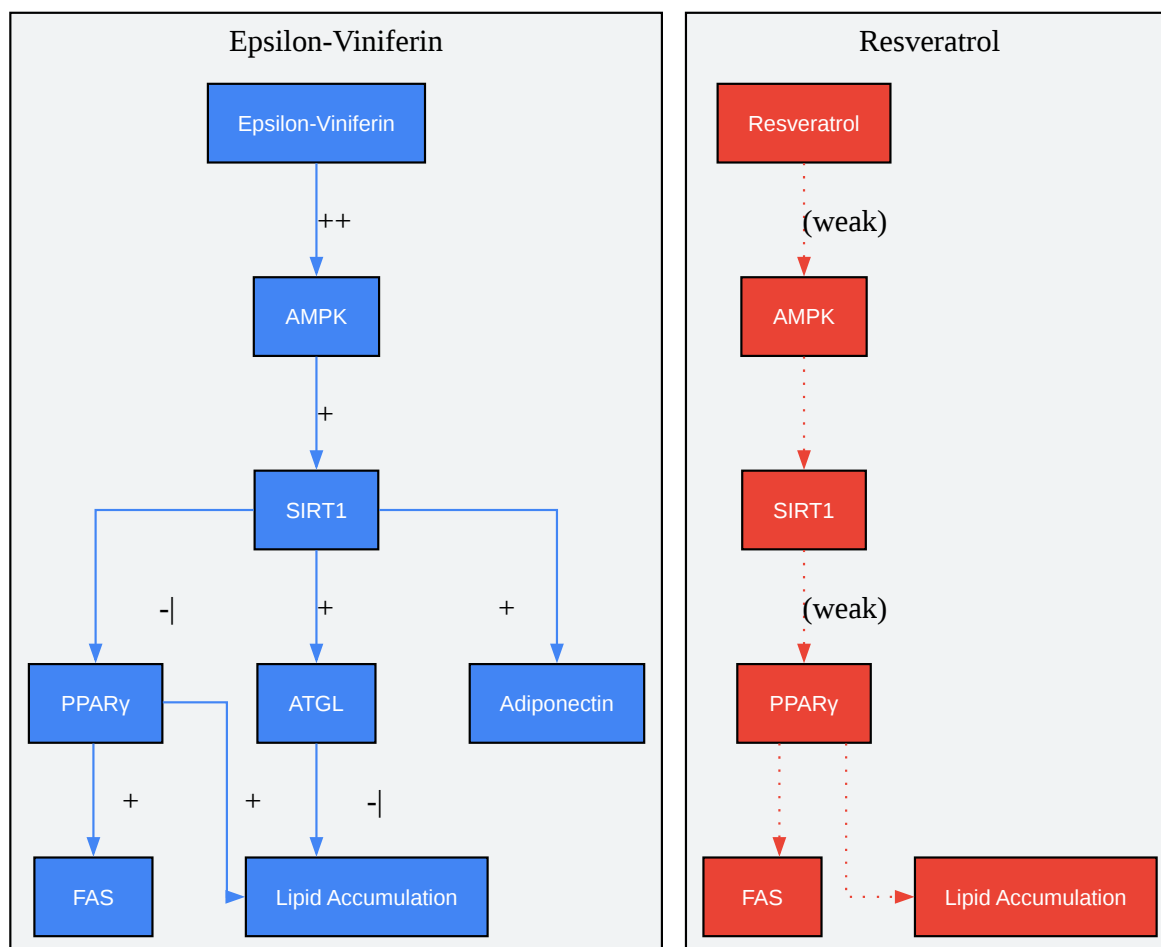 Epsilon-Viniferin
Epsilon-Viniferin
++
AMPK
+
SIRT1
-|
+
+
PPARγ
ATGL
Adiponectin
+
+
-|
FAS
Lipid Accumulation
Resveratrol
Resveratrol
(weak)
AMPK
SIRT1
(weak)
PPARγ
FAS
Lipid Accumulation